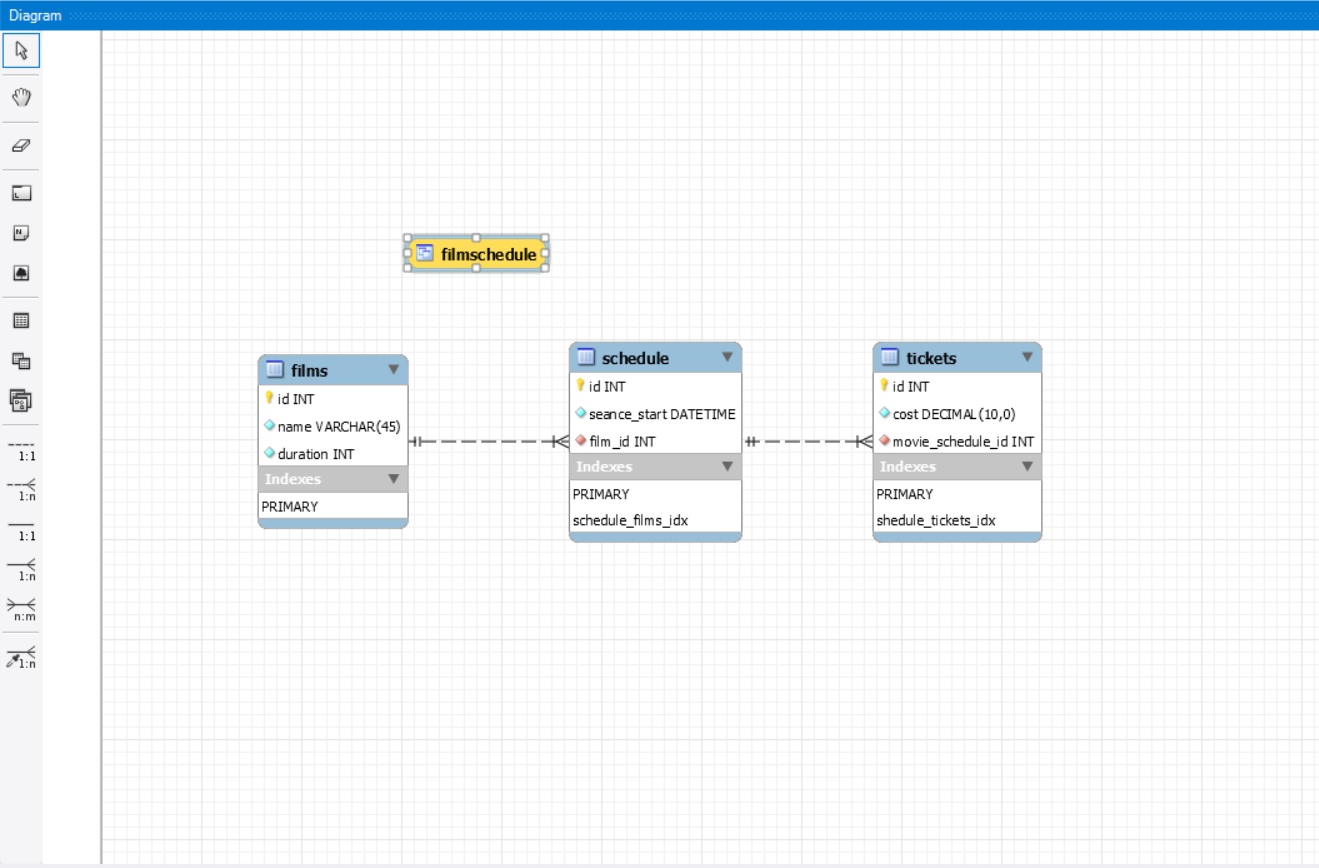 Diagram
filmschedule
films
id INT
name VARCHAR(45)
duration INT
Indexes
PRIMARY
schedule
id INT
seance_start DATETIME
film_id INT
Indexes
PRIMARY
schedule_films_idx
tickets
id INT
cost DECIMAL(10,0)
movie_schedule_id INT
Indexes
PRIMARY
shedule_tickets_idx
1:1
1:n
1:1
1:n
n:m
1:n